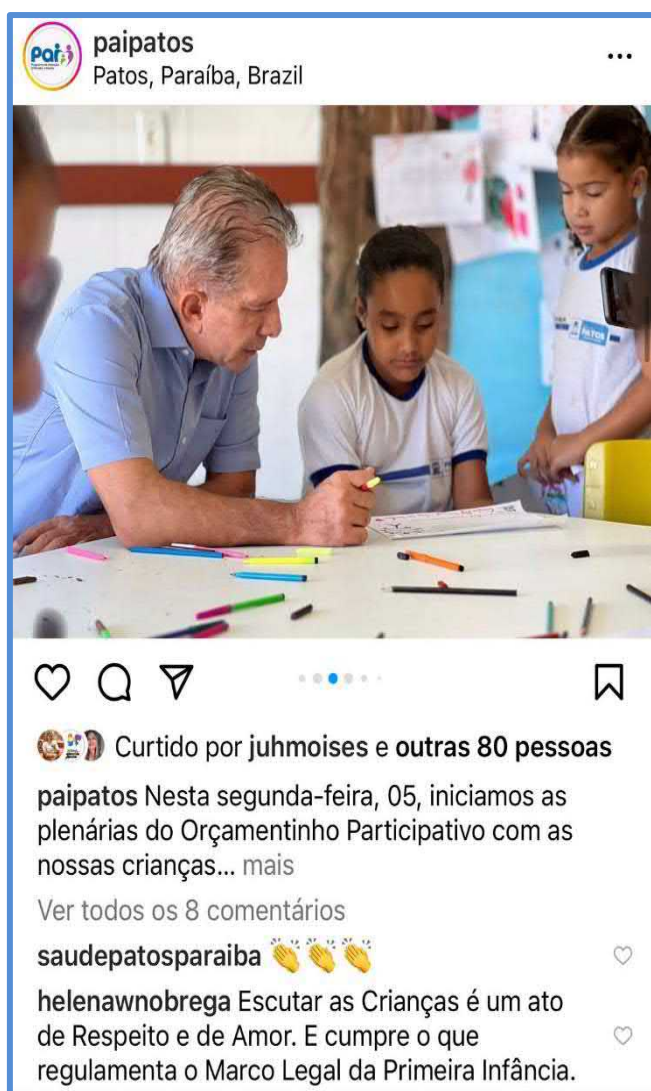 Pai
paipatos
Patos, Paraíba, Brazil
PATOS
Curtido por juhmoises e outras 80 pessoas
paipatos Nesta segunda-feira, 05, iniciamos as
plenárias do Orçamentinho Participativo com as
nossas crianças... mais
Ver todos os 8 comentários
saudepatosparaiba 👏👏👏
helenawnobrega Escutar as Crianças é um ato
de Respeito e de Amor. E cumpre o que
regulamenta o Marco Legal da Primeira Infância.